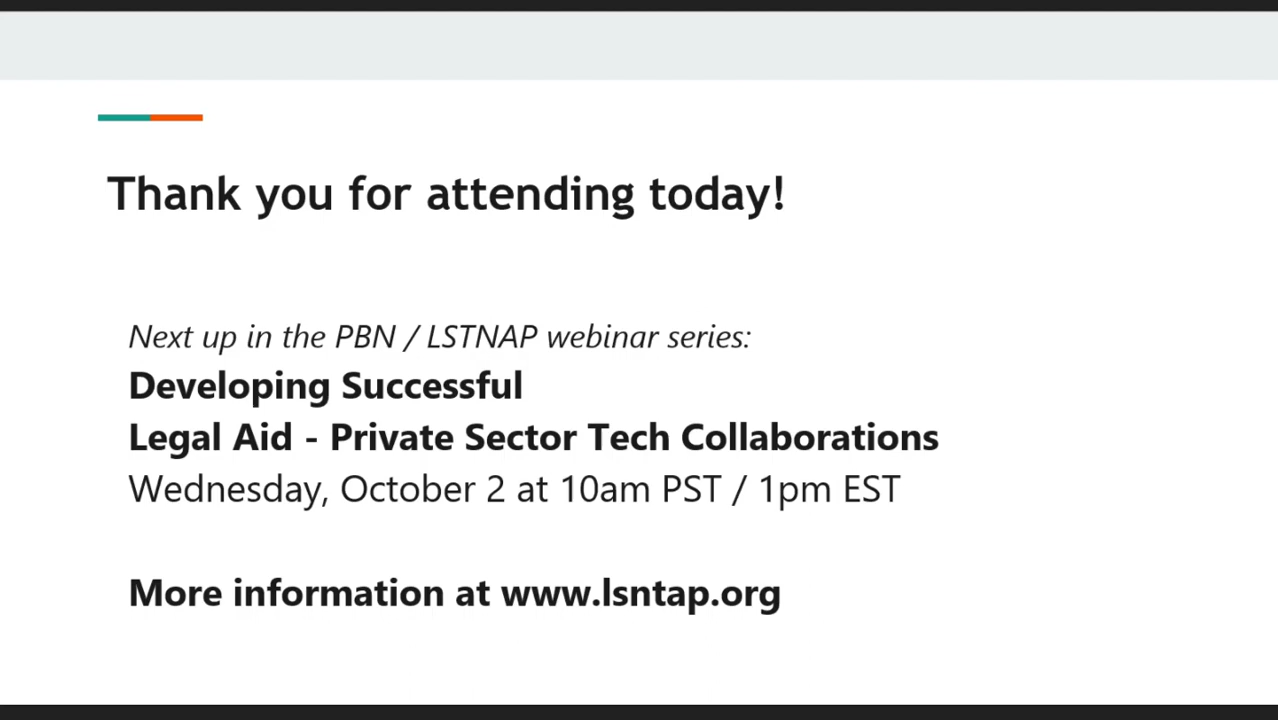 Thank you for attending today!
Next up in the PBN / LSTNAP webinar series:
Developing Successful
Legal Aid - Private Sector Tech Collaborations
Wednesday, October 2 at 10am PST / 1pm EST
More information at www.lsntap.org